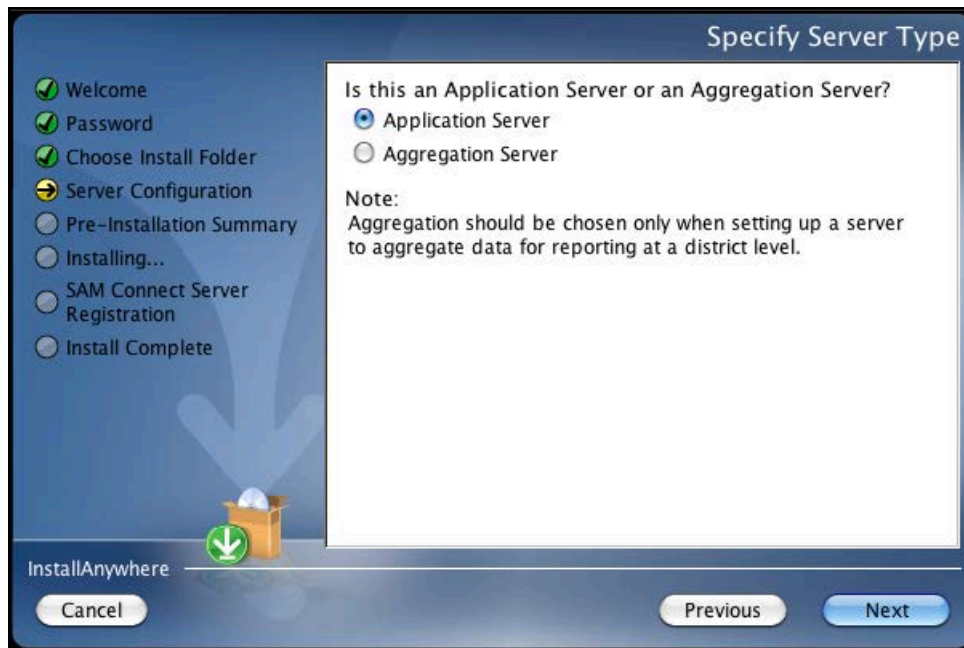 Specify Server Type
Welcome
Password
Choose Install Folder
Server Configuration
Pre-Installation Summary
Installing...
SAM Connect Server
Registration
Install Complete
Is this an Application Server or an Aggregation Server?
Application Server
Aggregation Server
Note:
Aggregation should be chosen only when setting up a server
to aggregate data for reporting at a district level.
InstallAnywhere
Cancel
Previous
Next